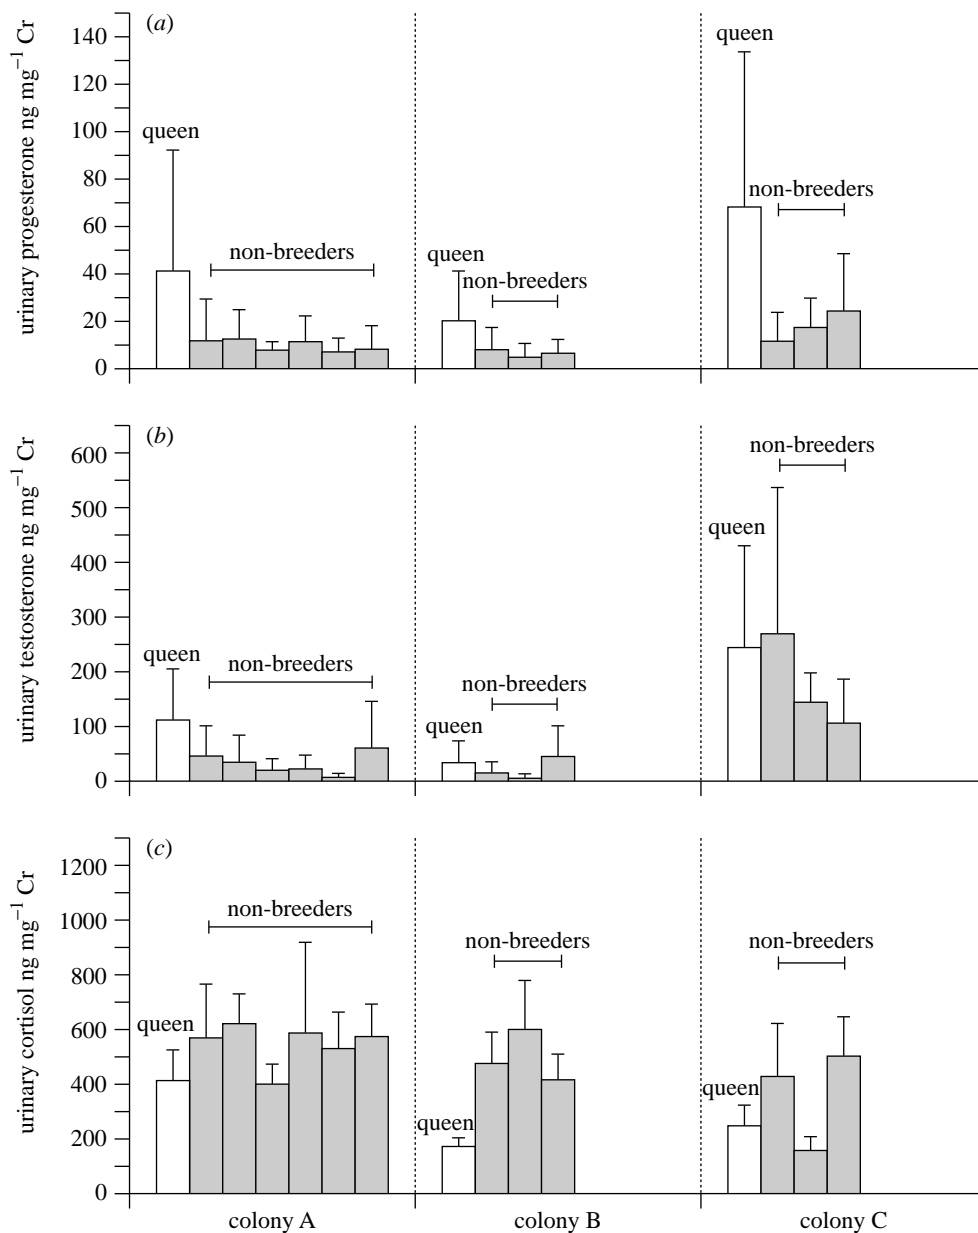 (a)
urinary progesterone ng mg⁻¹ Cr
140
120
100
80
60
40
20
0
queen
non-breeders
queen
non-breeders
queen
non-breeders
(b)
urinary testosterone ng mg⁻¹ Cr
600
500
400
300
200
100
0
queen
non-breeders
queen
non-breeders
queen
non-breeders
(c)
urinary cortisol ng mg⁻¹ Cr
1200
1000
800
600
400
200
0
queen
non-breeders
queen
non-breeders
queen
non-breeders
colony A
colony B
colony C